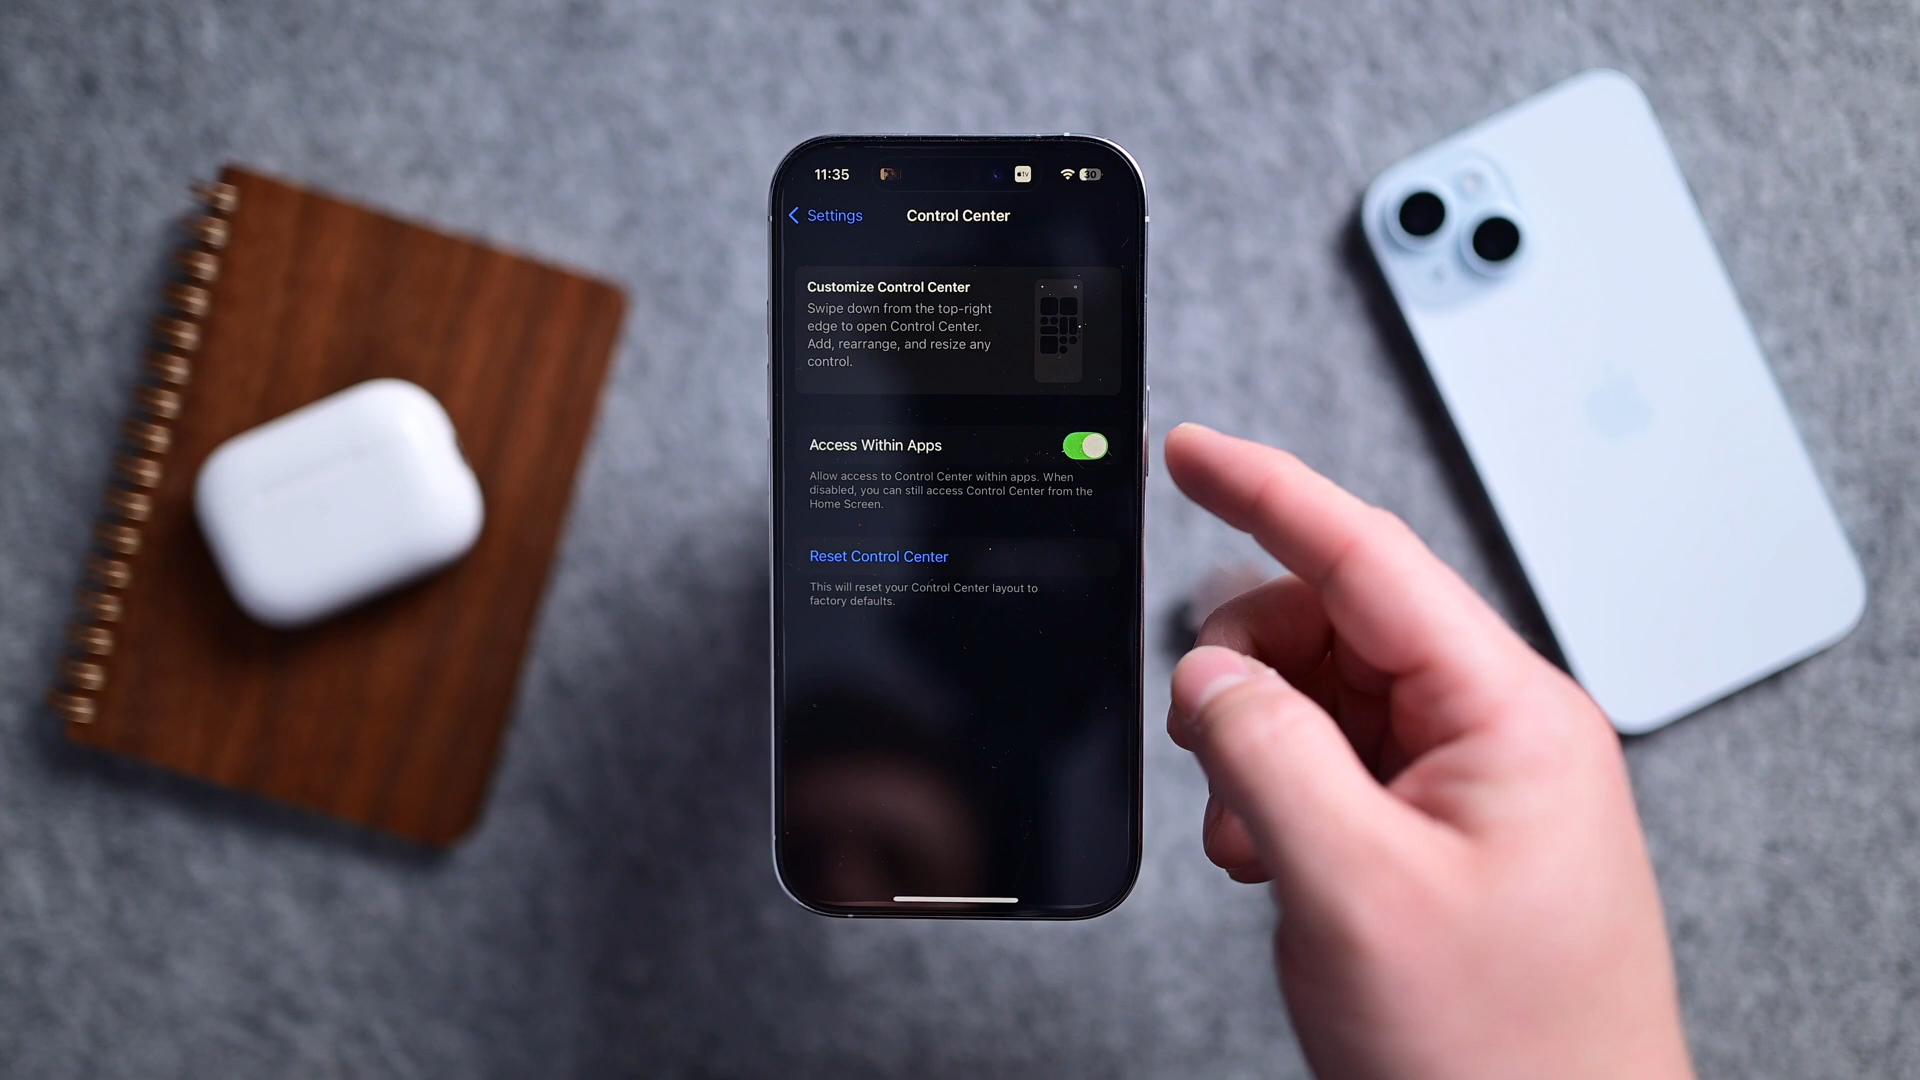 11:35
tv
30
Settings
Control Center
Customize Control Center
Swipe down from the top-right
edge to open Control Center.
Add, rearrange, and resize any
control.
Access Within Apps
Allow access to Control Center within apps. When
disabled, you can still access Control Center from the
Home Screen.
Reset Control Center
This will reset your Control Center layout to
factory defaults.